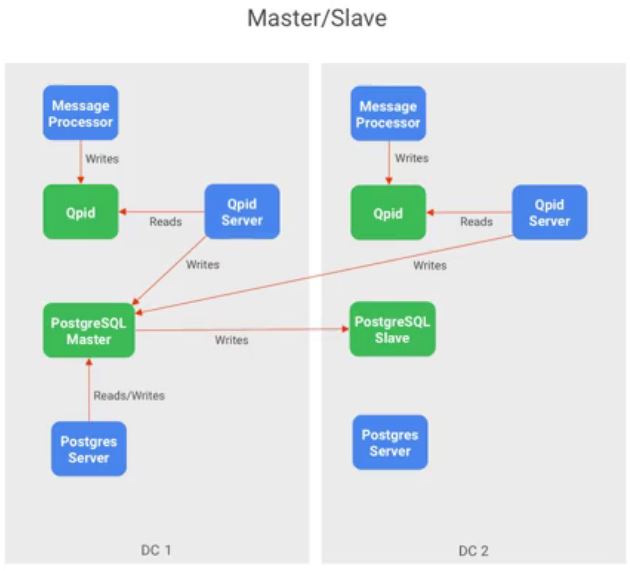 Master/Slave
Message
Processor
Writes
Qpid
Reads
Qpid
Server
Writes
PostgreSQL
Master
Writes
Reads/Writes
Postgres
Server
DC 1
Message
Processor
Writes
Qpid
Reads
Qpid
Server
Writes
PostgreSQL
Slave
Postgres
Server
DC 2